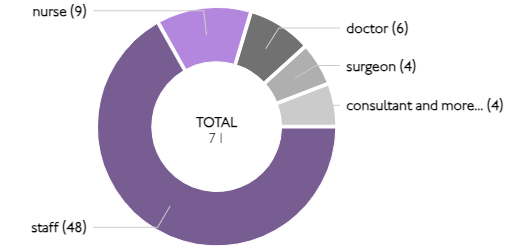 nurse (9)
doctor (6)
surgeon (4)
consultant and more... (4)
TOTAL
71
staff (48)